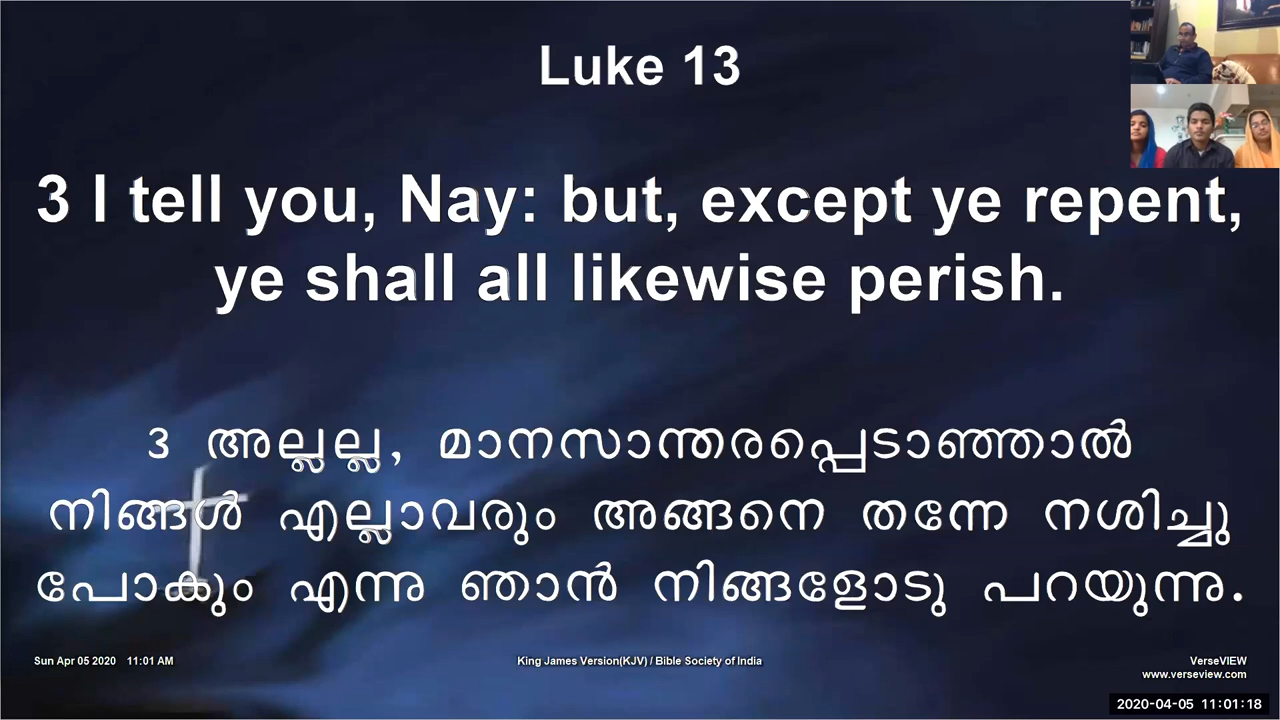 Luke 13
3 I tell you, Nay: but, except ye repent,
ye shall all likewise perish.
3 അല്ലല്ല, മാനസാന്തരപ്പെടാഞ്ഞാൽ
നിങ്ങൾ എല്ലാവരും അങ്ങനെ തന്നേ നശിച്ചു
പോകും എന്നു ഞാൻ നിങ്ങളോടു പറയുന്നു.
Sun Apr 05 2020 11:01 AM
King James Version(KJV) / Bible Society of India
VerseVIEW
www.verseview.com
2020-04-05 11:01:18